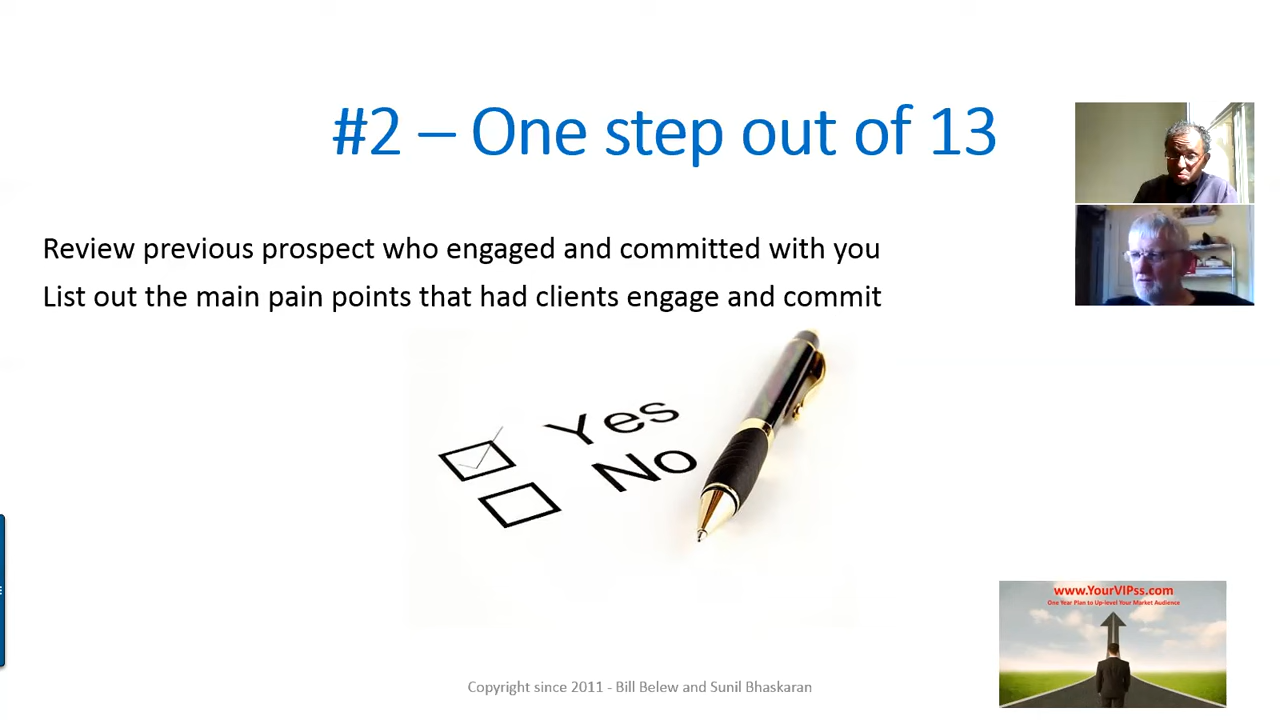 #2 – One step out of 13
Review previous prospect who engaged and committed with you
List out the main pain points that had clients engage and commit
Yes
No
www.YourVIPss.com
One Year Plan to Up-level Your Market Audience
Copyright since 2011 - Bill Belew and Sunil Bhaskaran